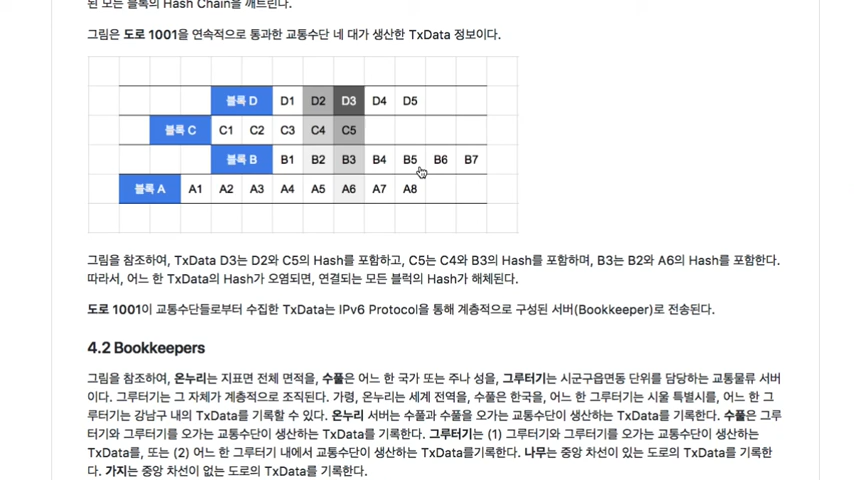 된 모든 블록의 Hash Chain을 깨트린다.
그림은 도로 1001을 연속적으로 통과한 교통수단 네 대가 생산한 TxData 정보이다.
블록 D D1 D2 D3 D4 D5
블록 C C1 C2 C3 C4 C5
블록 B B1 B2 B3 B4 B5 B6 B7
블록 A A1 A2 A3 A4 A5 A6 A7 A8
그림을 참조하여, TxData D3는 D2와 C5의 Hash를 포함하고, C5는 C4와 B3의 Hash를 포함하며, B3는 B2와 A6의 Hash를 포함한다.
따라서, 어느 한 TxData의 Hash가 오염되면, 연결되는 모든 블럭의 Hash가 해체된다.
도로 1001이 교통수단들로부터 수집한 TxData는 IPv6 Protocol을 통해 계층적으로 구성된 서버(Bookkeeper)로 전송된다.
4.2 Bookkeepers
그림을 참조하여, 온누리는 지표면 전체 면적을, 수풀은 어느 한 국가 또는 주나 성을, 그루터기는 시군구읍면동 단위를 담당하는 교통물류 서버
이다. 그루터기는 그 자체가 계층적으로 조직된다. 가령, 온누리는 세계 전역을, 수풀은 한국을, 어느 한 그루터기는 서울 특별시를, 어느 한 그
루터기는 강남구 내의 TxData를 기록할 수 있다. 온누리 서버는 수풀과 수풀을 오가는 교통수단이 생산하는 TxData를 기록한다. 수풀은 그루
터기와 그루터기를 오가는 교통수단이 생산하는 TxData를 기록한다. 그루터기는 (1) 그루터기와 그루터기를 오가는 교통수단이 생산하는
TxData를, 또는 (2) 어느 한 그루터기 내에서 교통수단이 생산하는 TxData를기록한다. 나무는 중앙 차선이 있는 도로의 TxData를 기록한
다. 가지는 중앙 차선이 없는 도로의 TxData를 기록한다.